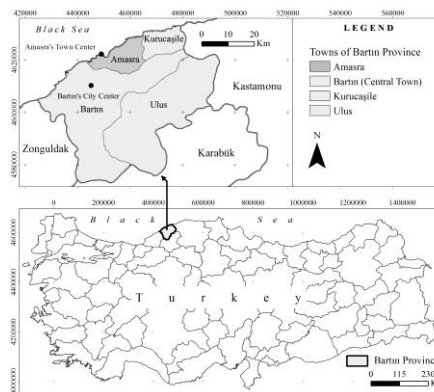 420000 440000 460000 480000 500000 520000 540000 560000
Black Sea
Kurucaşile
0 10 20
Km
Amasra's Town Center
Amasra
Bartın's City Center
Bartın
Ulus
Kastamonu
Zonguldak
Karabük
4620000
4600000
4580000
LEGEND
Towns of Bartın Province
Amasra
Bartın (Central Town)
Kurucaşile
Ulus
N
0 200000 400000 600000 800000 1000000 1200000 1400000
Black Sea
4600000
4400000
4200000
4000000
Turkey
Bartın Provinc
0 115 230